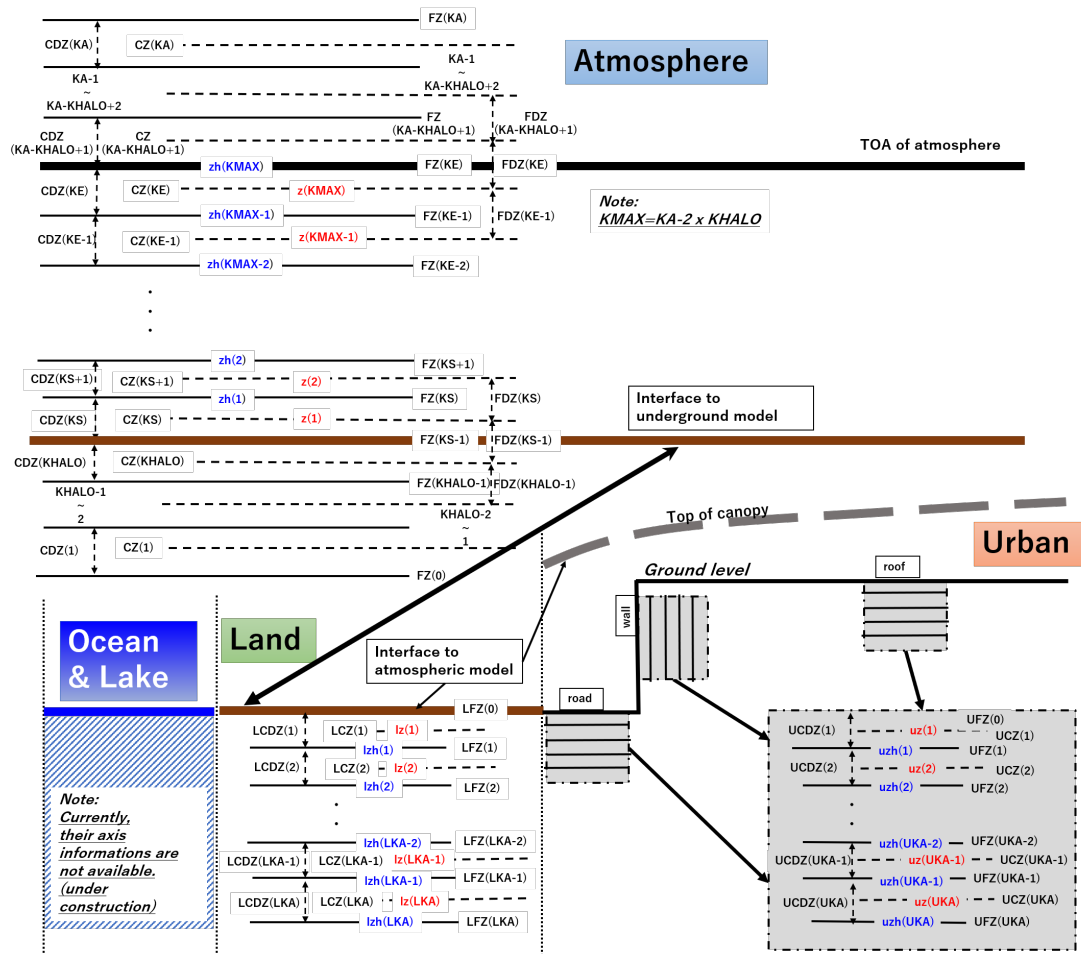 FZ(KA)
CDZ(KA)
CZ(KA)
Atmosphere
KA-1
~
KA-KHALO+2
KA-1
~
KA-KHALO+2
CDZ
(KA-KHALO+1)
CZ
(KA-KHALO+1)
FZ
(KA-KHALO+1)
FDZ
(KA-KHALO+1)
TOA of atmosphere
zh(KMAX)
FZ(KE)
FDZ(KE)
CDZ(KE)
CZ(KE)
z(KMAX)
Note:
KMAX=KA-2 x KHALO
zh(KMAX-1)
FZ(KE-1)
FDZ(KE-1)
CDZ(KE-1)
CZ(KE-1)
z(KMAX-1)
zh(KMAX-2)
FZ(KE-2)
zh(2)
FZ(KS+1)
CDZ(KS+1)
CZ(KS+1)
z(2)
zh(1)
FZ(KS)
FDZ(KS)
CDZ(KS)
CZ(KS)
z(1)
Interface to
underground model
FZ(KS-1)
FDZ(KS-1)
CDZ(KHALO)
CZ(KHALO)
FZ(KHALO-1)
FDZ(KHALO-1)
KHALO-1
~
2
KHALO-2
~
1
CDZ(1)
CZ(1)
FZ(0)
Top of canopy
Urban
Ground level
roof
wall
Ocean
& Lake
Land
Interface to
atmospheric model
road
LFZ(0)
LCDZ(1)
LCZ(1)
lz(1)
lzh(1)
LFZ(1)
LCDZ(2)
LCZ(2)
lz(2)
lzh(2)
LFZ(2)
lzh(LKA-2)
LFZ(LKA-2)
LCDZ(LKA-1)
LCZ(LKA-1)
lz(LKA-1)
lzh(LKA-1)
LFZ(LKA-1)
LCDZ(LKA)
LCZ(LKA)
lz(LKA)
lzh(LKA)
LFZ(LKA)
Note:
Currently,
their axis
informations are
not available.
(under
construction)
UFZ(0)
UCDZ(1)
uz(1)
UCZ(1)
uzh(1)
UFZ(1)
UCDZ(2)
uz(2)
UCZ(2)
uzh(2)
UFZ(2)
uzh(UKA-2)
UFZ(UKA-2)
UCDZ(UKA-1)
uz(UKA-1)
UCZ(UKA-1)
uzh(UKA-1)
UFZ(UKA-1)
UCDZ(UKA)
uz(UKA)
UCZ(UKA)
uzh(UKA)
UFZ(UKA)